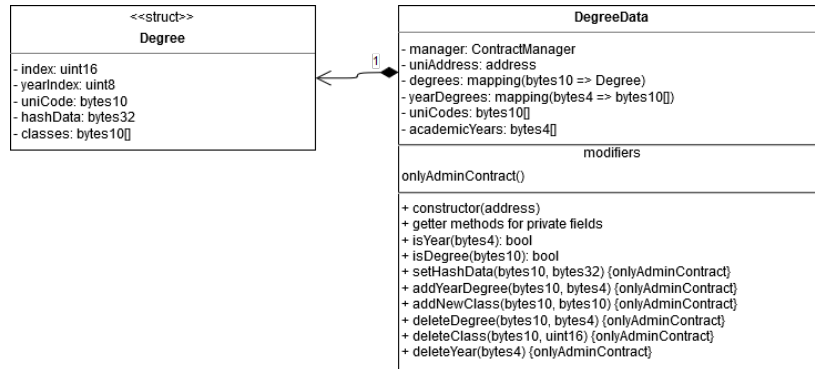 <<struct>>
Degree
- index: uint16
- yearIndex: uint8
- uniCode: bytes10
- hashData: bytes32
- classes: bytes10[]
1
DegreeData
- manager: ContractManager
- uniAddress: address
- degrees: mapping(bytes10 => Degree)
- yearDegrees: mapping(bytes4 => bytes10[])
- uniCodes: bytes10[]
- academicYears: bytes4[]
modifiers
onlyAdminContract()
+ constructor(address)
+ getter methods for private fields
+ isYear(bytes4): bool
+ isDegree(bytes10): bool
+ setHashData(bytes10, bytes32) {onlyAdminContract}
+ addYearDegree(bytes10, bytes4) {onlyAdminContract}
+ addNewClass(bytes10, bytes10) {onlyAdminContract}
+ deleteDegree(bytes10, bytes4) {onlyAdminContract}
+ deleteClass(bytes10, uint16) {onlyAdminContract}
+ deleteYear(bytes4) {onlyAdminContract}